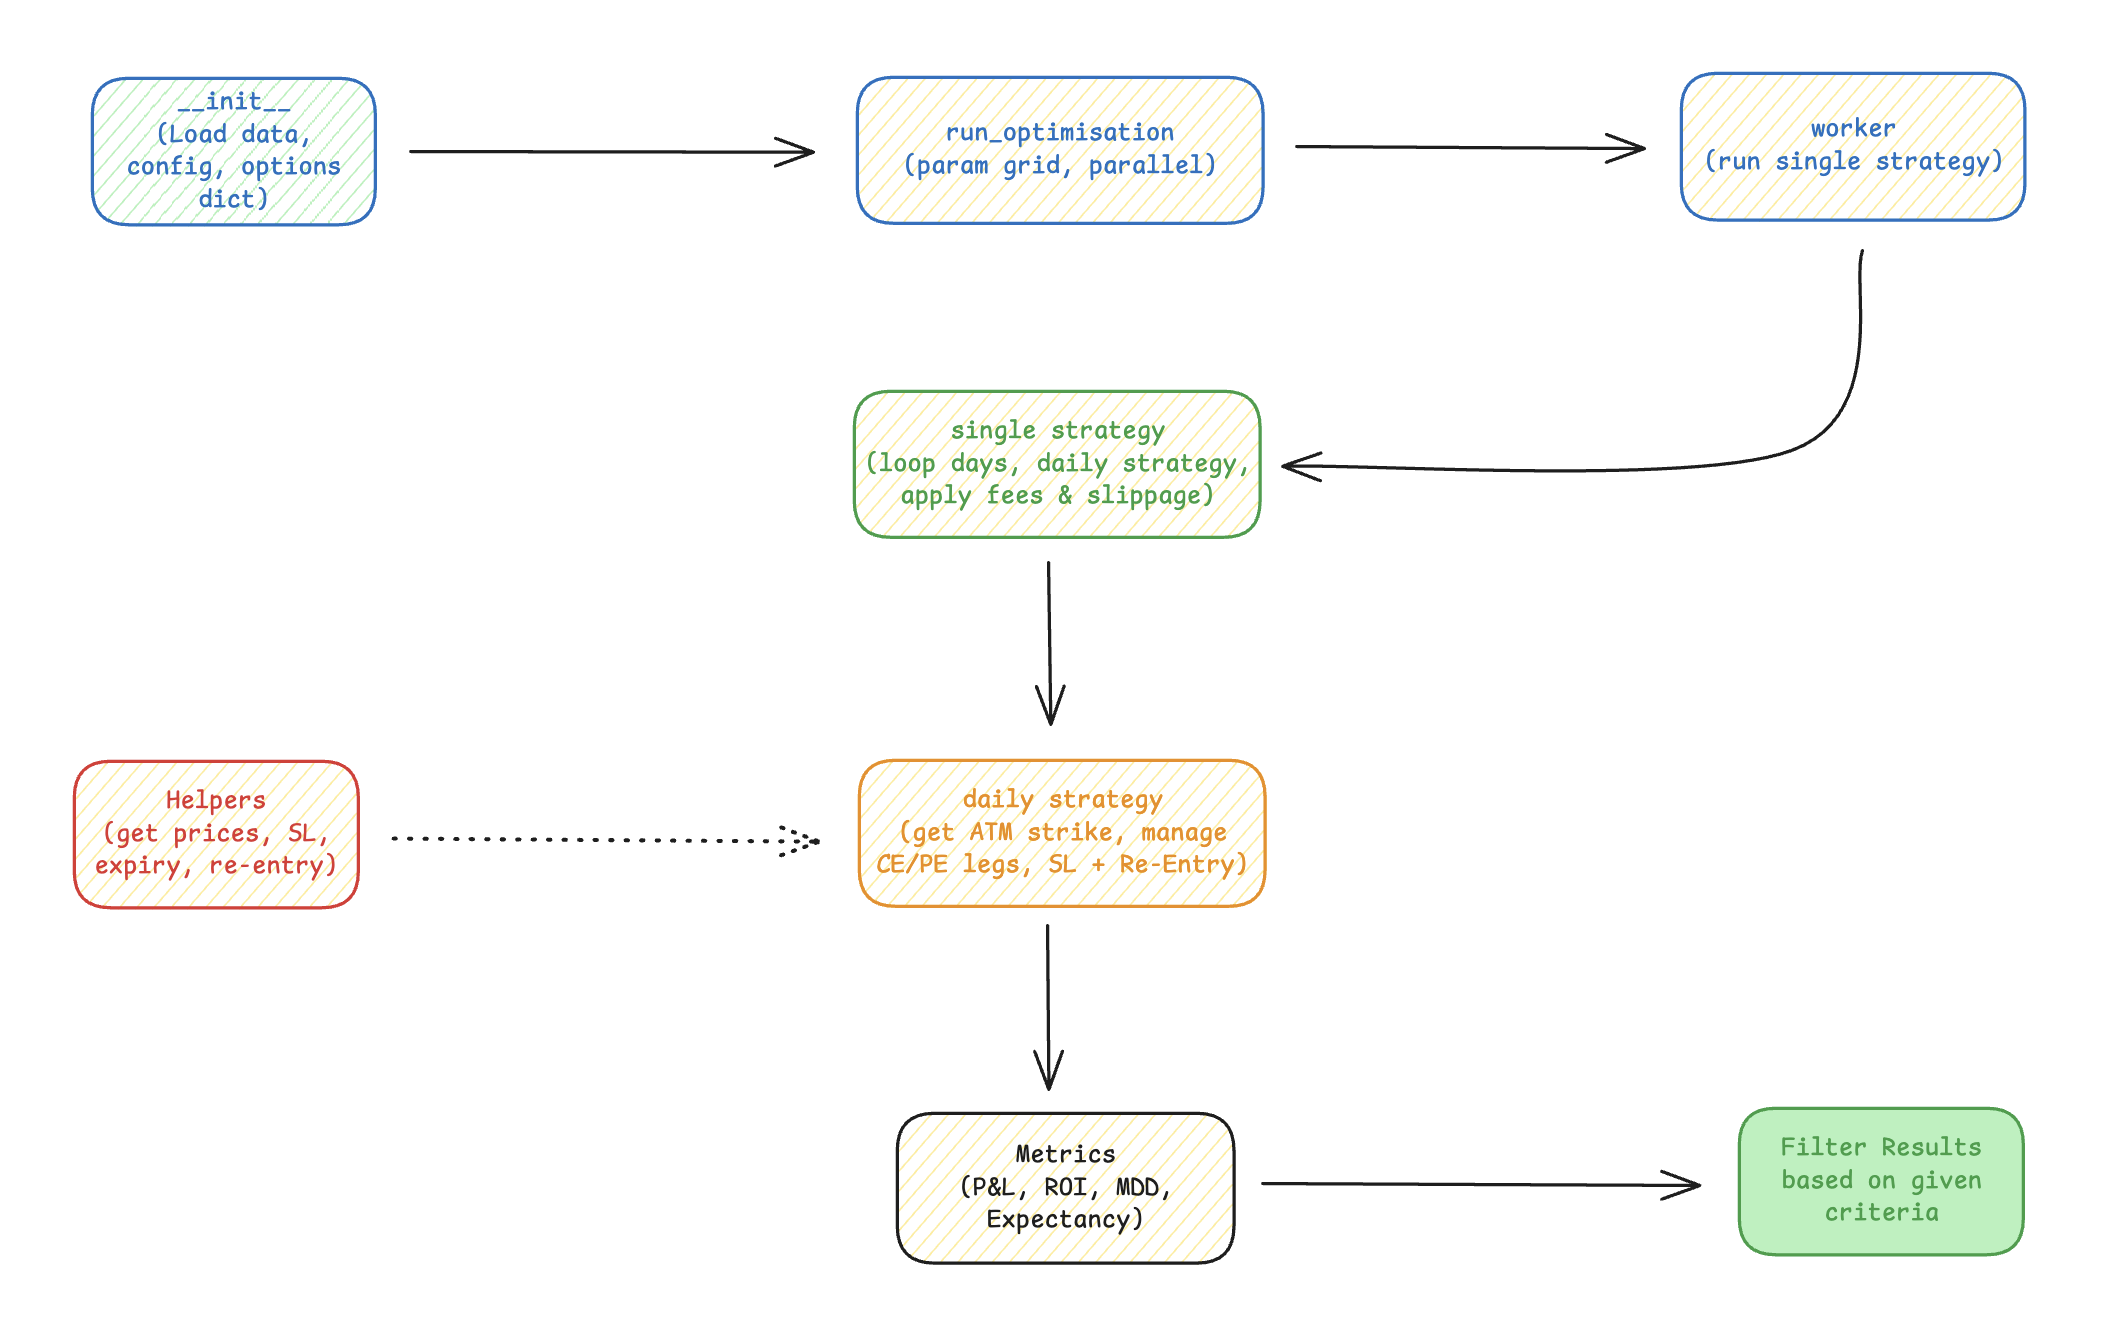 __init__
(Load data,
config, options
dict)
run_optimisation
(param grid, parallel)
worker
(run single strategy)
single strategy
(loop days, daily strategy,
apply fees & slippage)
Helpers
(get prices, SL,
expiry, re-entry)
daily strategy
(get ATM strike, manage
CE/PE legs, SL + Re-Entry)
Metrics
(P&L, ROI, MDD,
Expectancy)
Filter Results
based on given
criteria